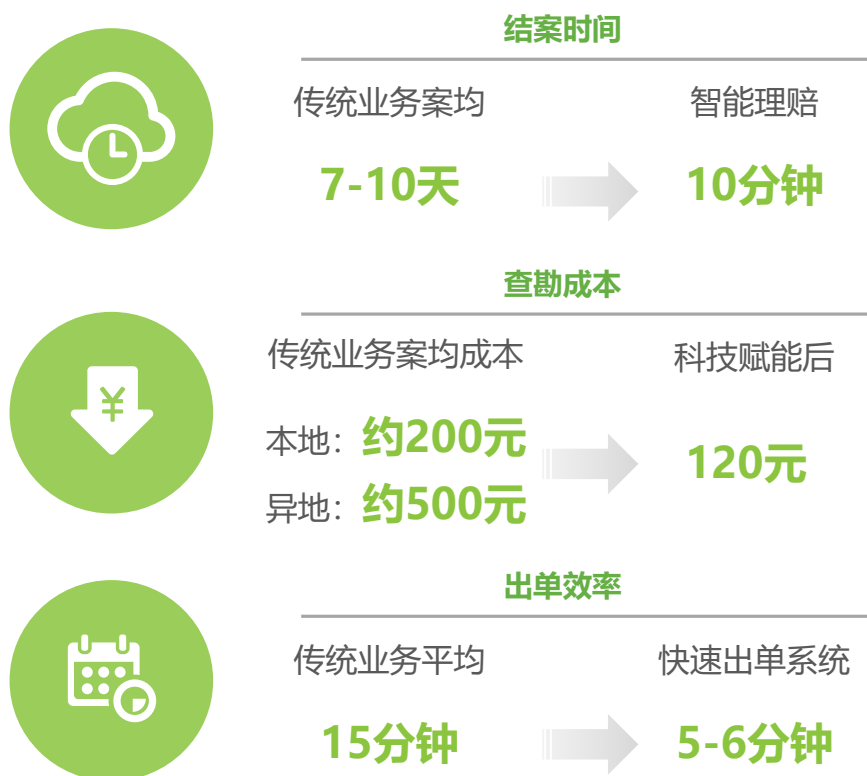 结案时间
传统业务案均
智能理赔
7-10天
10分钟
查勘成本
传统业务案均成本
科技赋能后
¥
本地：约200元
异地：约500元
120元
出单效率
传统业务平均
快速出单系统
15分钟
5-6分钟